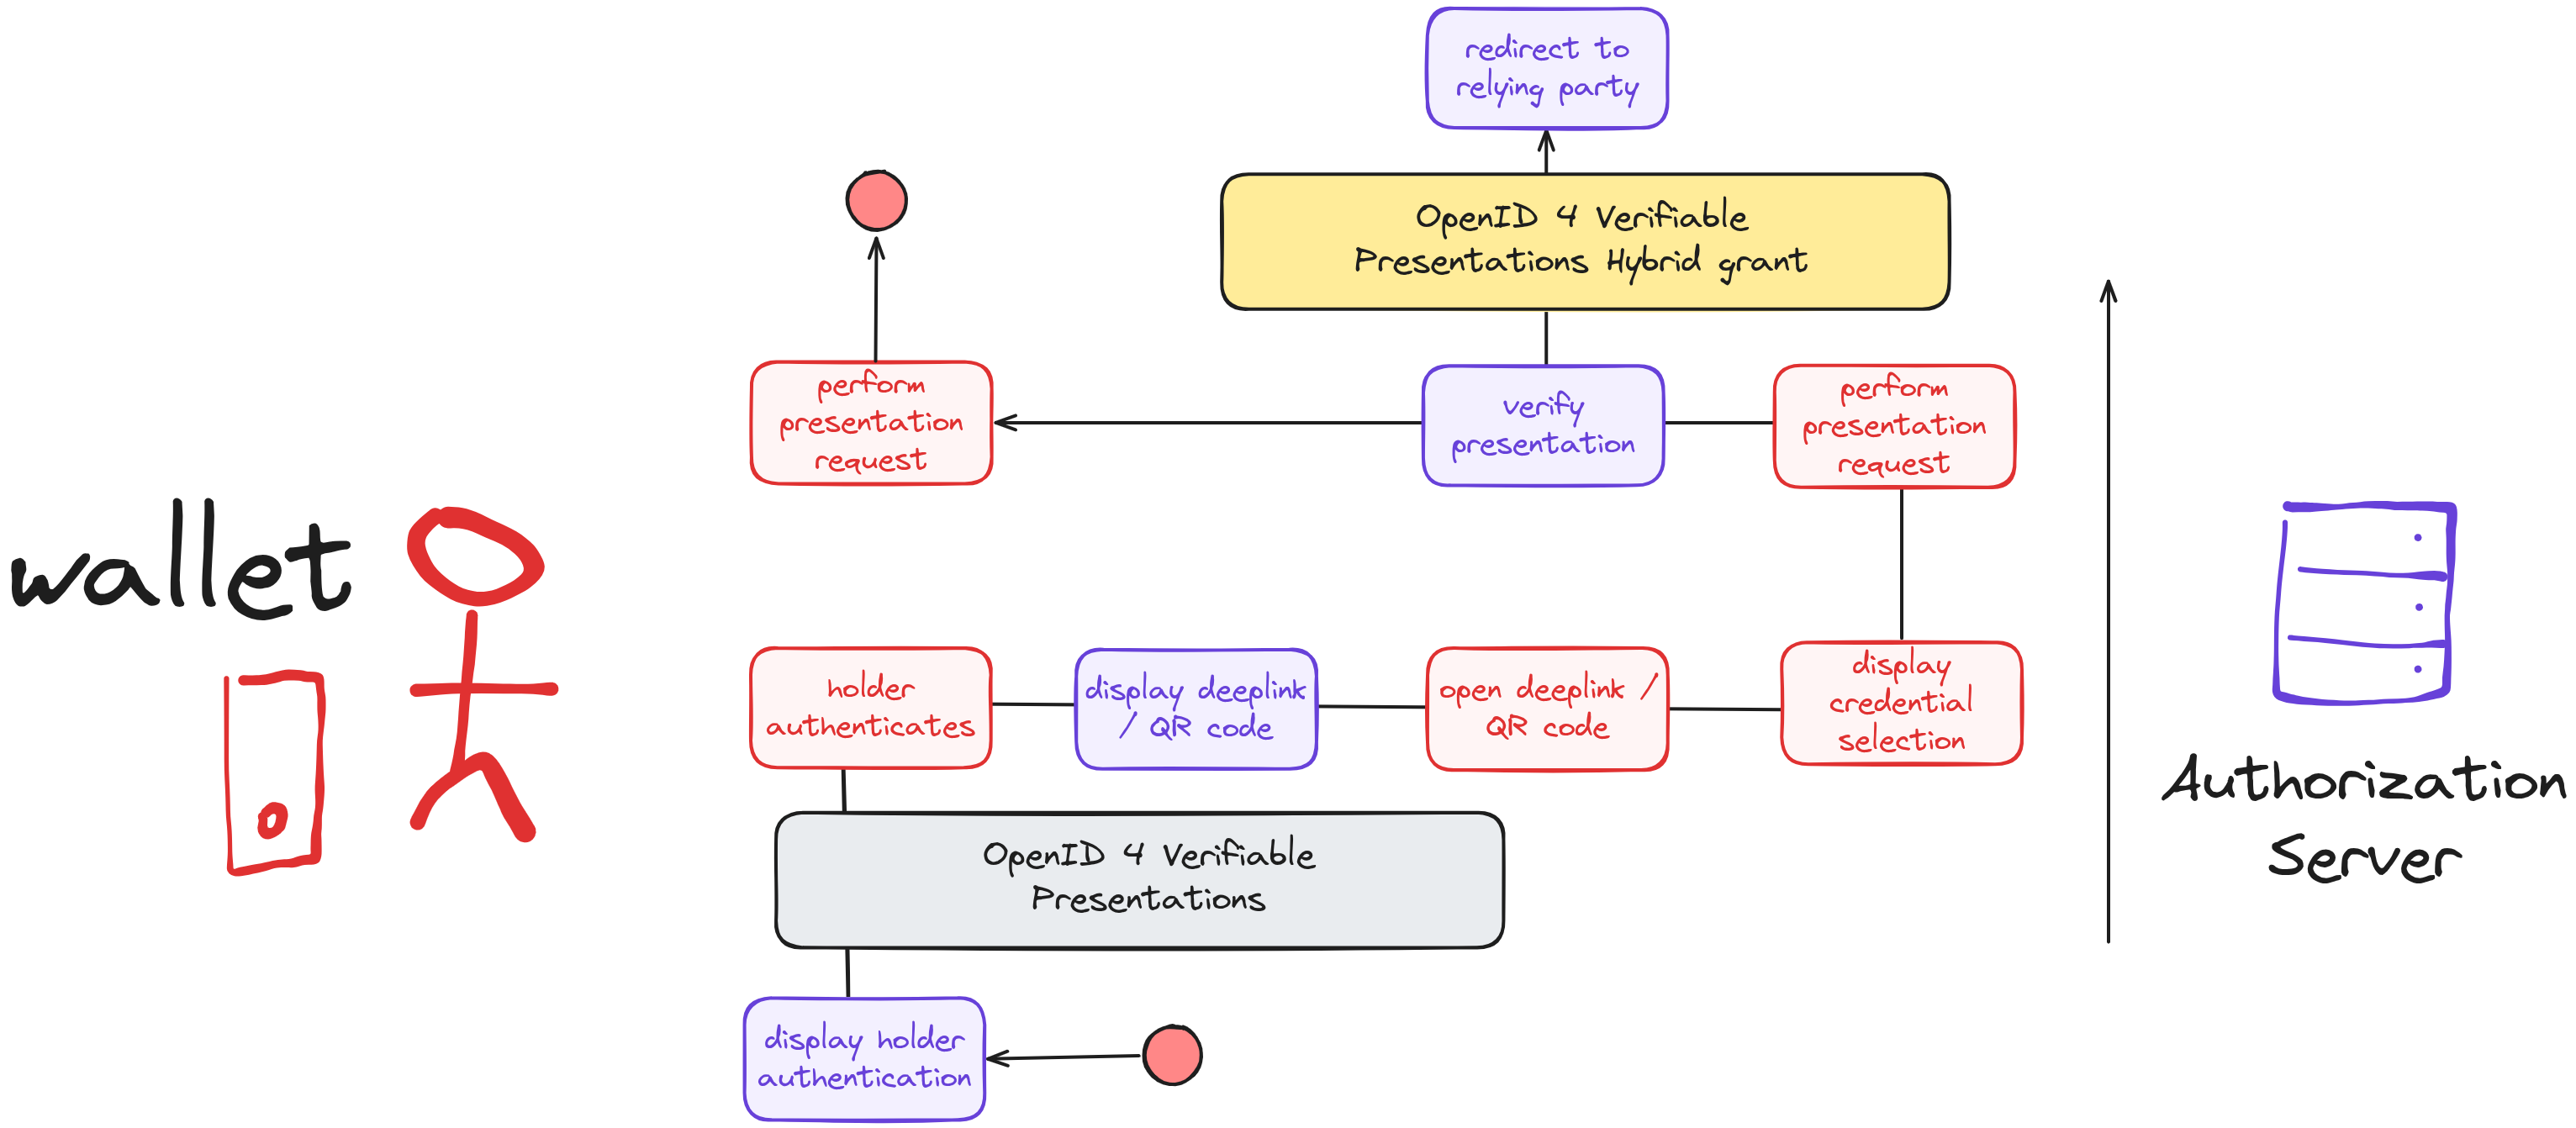 redirect to
relying party
OpenID 4 Verifiable
Presentations Hybrid grant
perform
presentation
request
verify
presentation
perform
presentation
request
wallet
holder
authenticates
display deeplink
/ QR code
open deeplink /
QR code
display
credential
selection
Authorization
Server
OpenID 4 Verifiable
Presentations
display holder
authentication